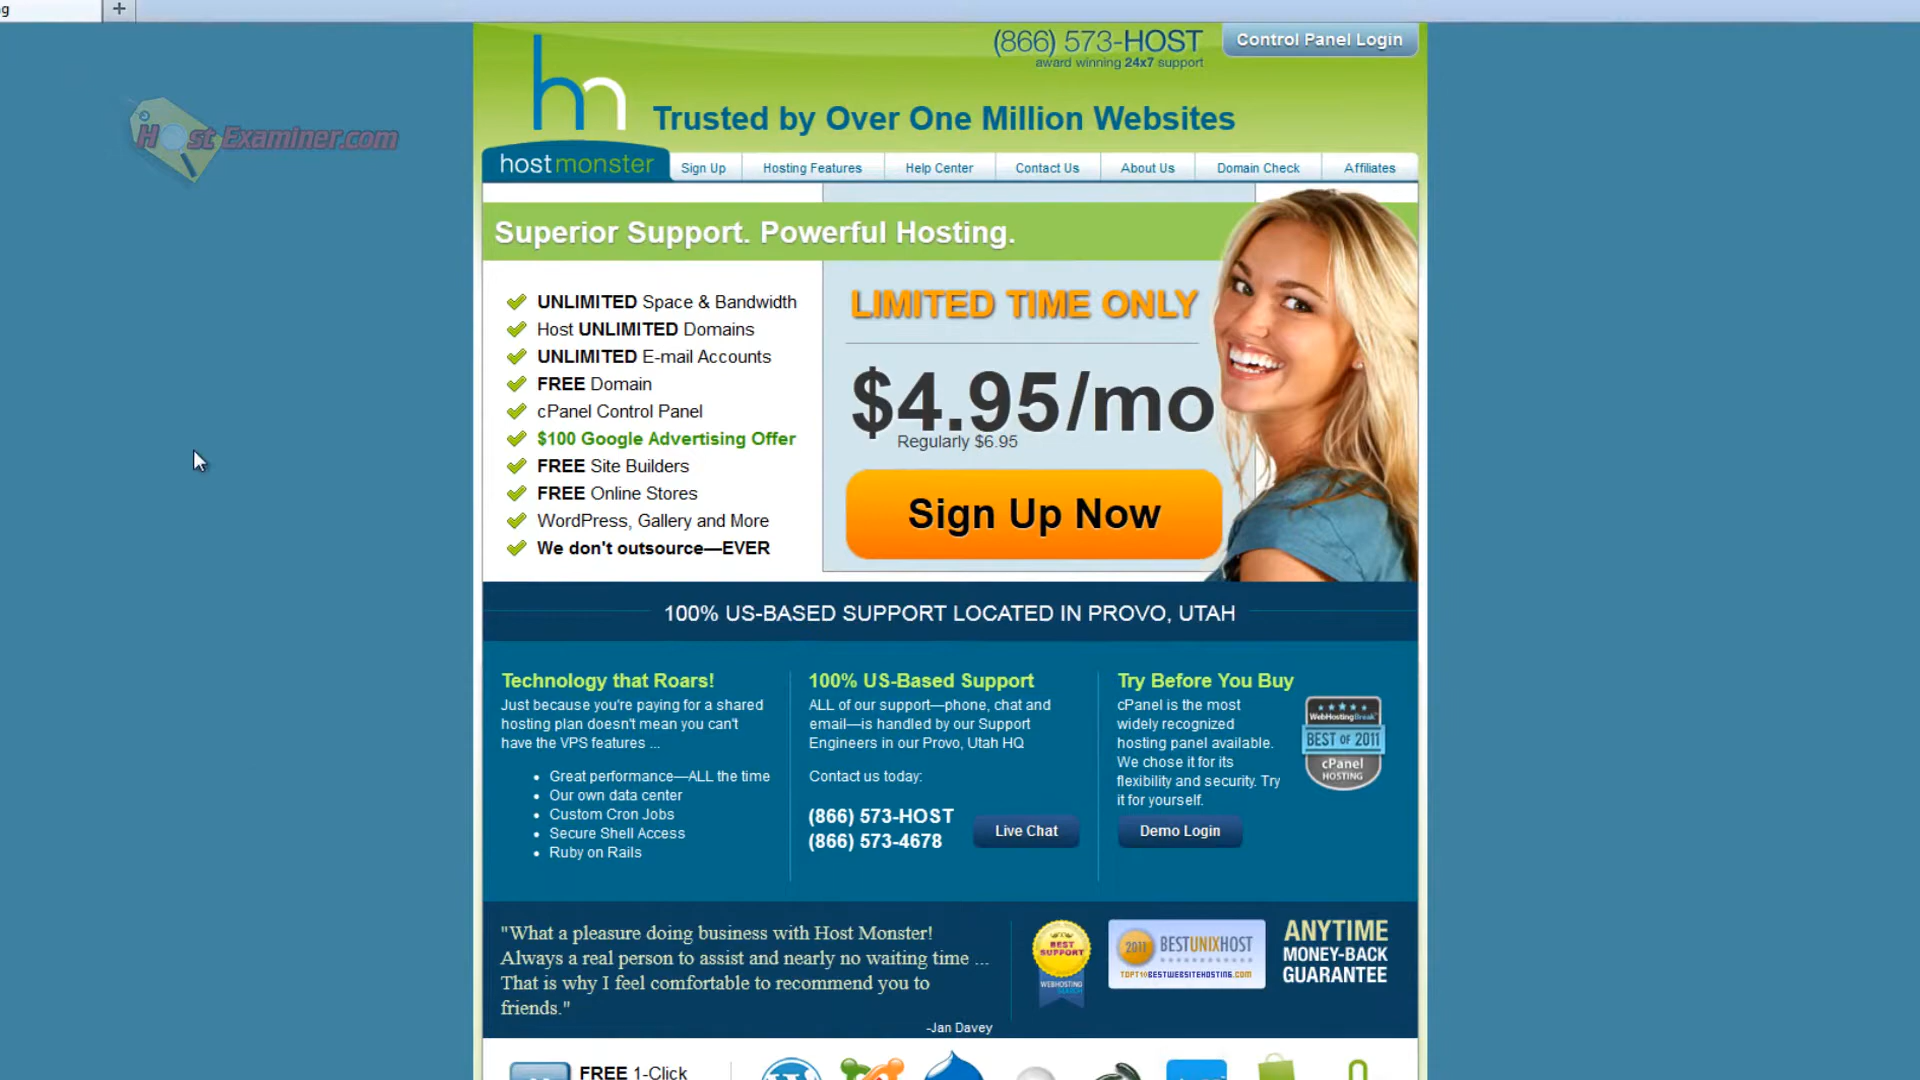 g
(866) 573-HOST
award winning 24x7 support
Control Panel Login
Host Examiner.com
hm
Trusted by Over One Million Websites
hostmonster
Sign Up
Hosting Features
Help Center
Contact Us
About Us
Domain Check
Affiliates
Superior Support. Powerful Hosting.
UNLIMITED Space & Bandwidth
Host UNLIMITED Domains
UNLIMITED E-mail Accounts
FREE Domain
cPanel Control Panel
$100 Google Advertising Offer
FREE Site Builders
FREE Online Stores
WordPress, Gallery and More
We don't outsource—EVER
LIMITED TIME ONLY
$4.95/mo
Regularly $6.95
Sign Up Now
100% US-BASED SUPPORT LOCATED IN PROVO, UTAH
Technology that Roars!
Just because you're paying for a shared
hosting plan doesn't mean you can't
have the VPS features ...
Great performance—ALL the time
Our own data center
Custom Cron Jobs
Secure Shell Access
Ruby on Rails
100% US-Based Support
ALL of our support—phone, chat and
email—is handled by our Support
Engineers in our Provo, Utah HQ
Contact us today:
(866) 573-HOST
(866) 573-4678
Live Chat
Try Before You Buy
cPanel is the most
widely recognized
hosting panel available.
We chose it for its
flexibility and security. Try
it for yourself.
Demo Login
WebHostingBreak
BEST OF 2011
cPanel
HOSTING
"What a pleasure doing business with Host Monster!
Always a real person to assist and nearly no waiting time ...
That is why I feel comfortable to recommend you to
friends."
-Jan Davey
BEST
SUPPORT
WEBHOSTING
2011 BESTUNIXHOST
TOPT10BESTWEBSITEHOSTING.COM
ANYTIME
MONEY-BACK
GUARANTEE
FREE 1-Click